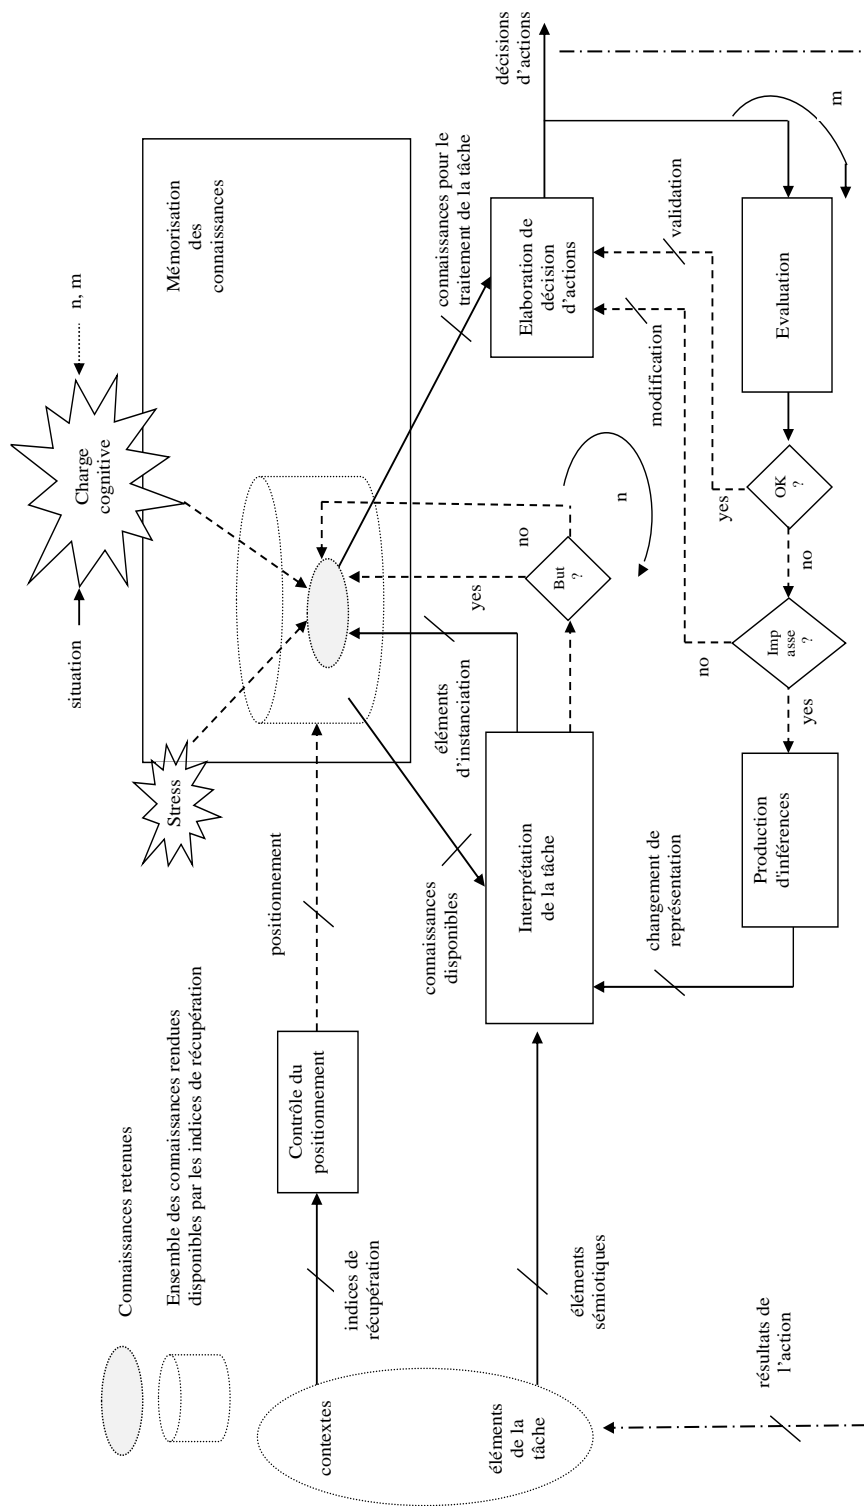 Connaissances retenues
Ensemble des connaissances rendues
disponibles par les indices de récupération
situation
Charge
cognitive
n, m
Stress
Mémorisation
des
connaissances
contextes
indices de
récupération
Contrôle du
positionnement
positionnement
connaissances
disponibles
éléments
d'instanciation
yes
no
But
?
n
connaissances pour le
traitement de la tâche
éléments
de la
tâche
éléments
sémiotiques
Interprétation
de la tâche
Elaboration de
décision
d'actions
décisions
d'actions
changement de
représentation
modification
validation
no
yes
Production
d'inférences
yes
Imp
asse
?
no
OK
?
Evaluation
m
résultats de
l'action